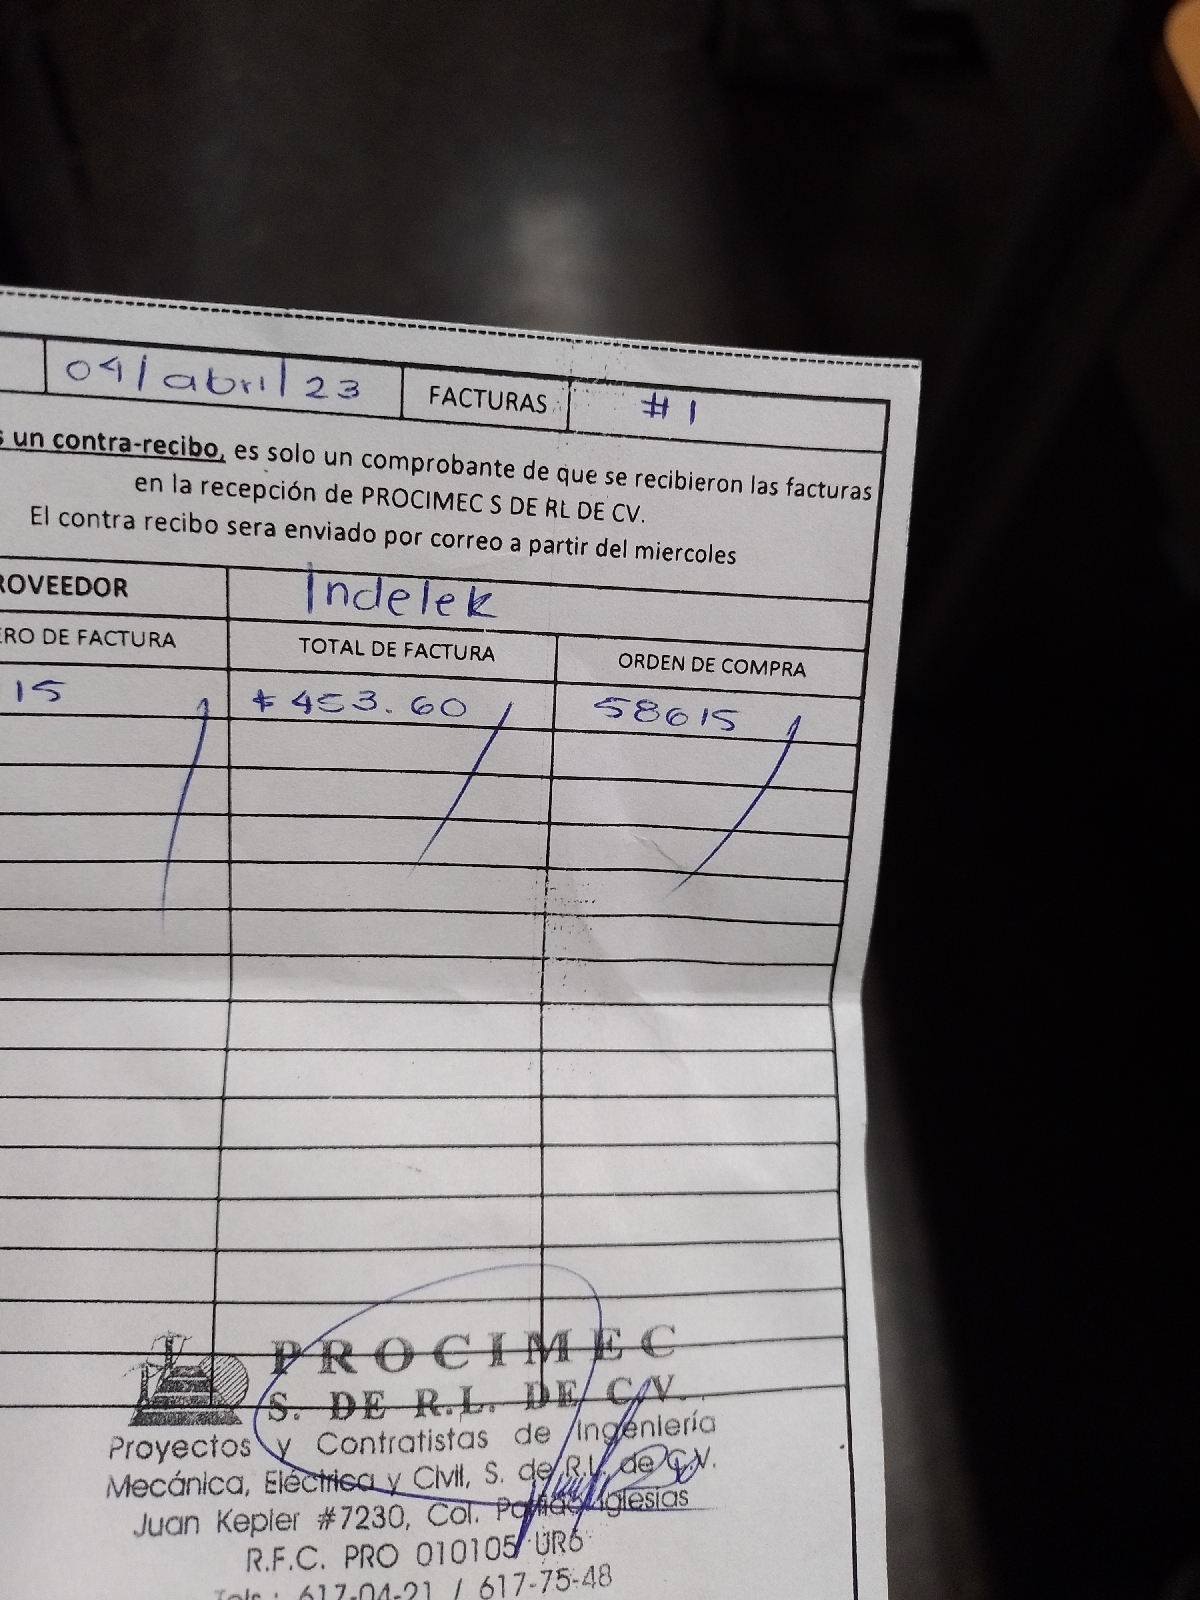 04/abril/23 FACTURAS #1
un contra-recibo, es solo un comprobante de que se recibieron las facturas
en la recepción de PROCIMEC S DE RL DE CV.
El contra recibo sera enviado por correo a partir del miercoles
ROVEEDOR Indelek
ERO DE FACTURA TOTAL DE FACTURA ORDEN DE COMPRA
15 $453.60 58615
PROCIMEC
S. DE R.L. DE C.V.
Proyectos y Contratistas de Ingeniería
Mecánica, Eléctrica y Civil, S. de R.L. de C.V.
Juan Kepler #7230, Col. Iglesias
R.F.C. PRO 010105 UR6
Tels.: 617-04-21 / 617-75-48